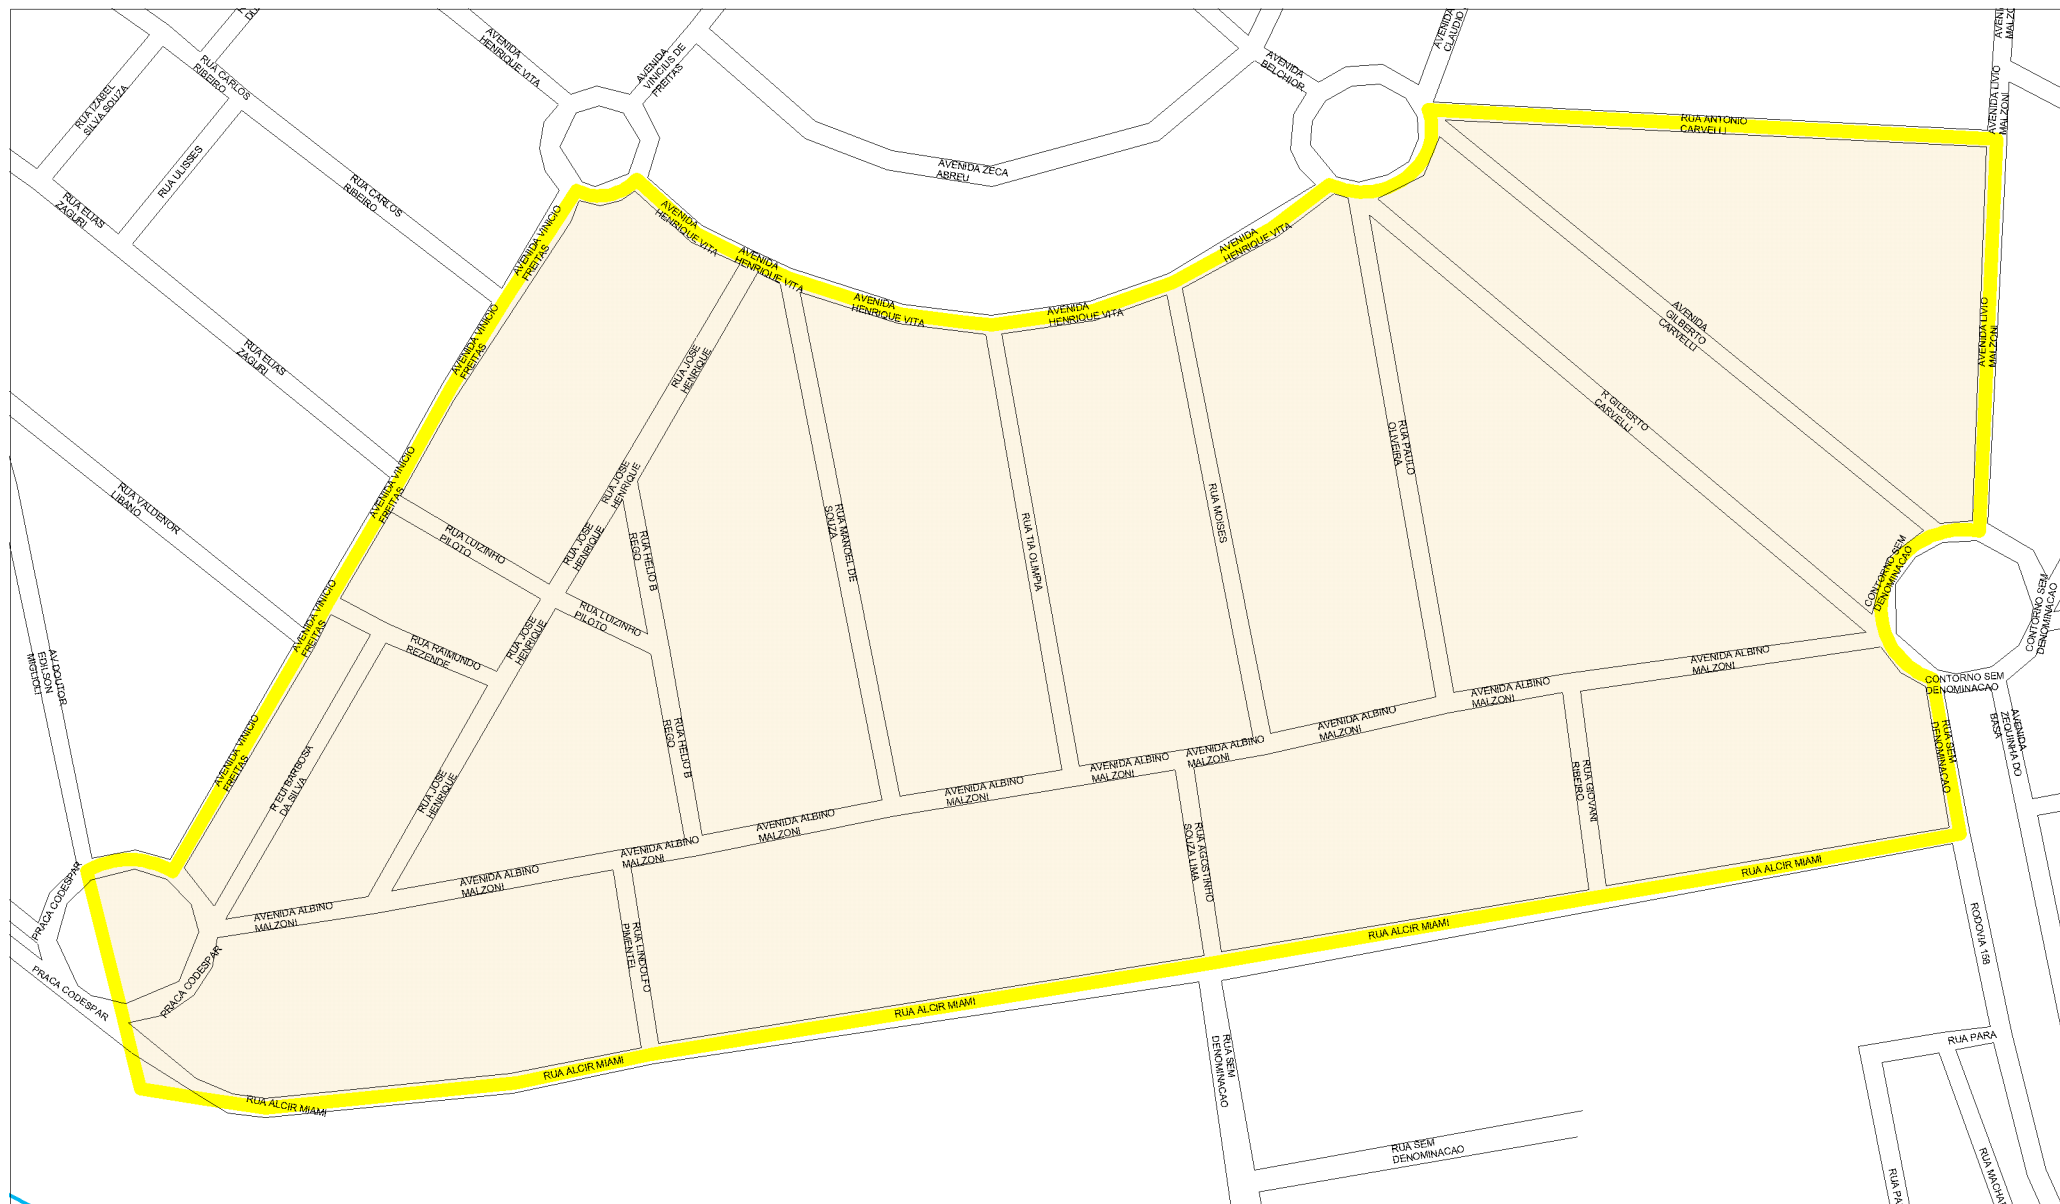 AVENIDA
HENRIQUE VITA
AVENIDA
VINICIUS DE
FREITAS
AVENIDA
BELCHIOR
AVENIDA
CLAUDIO
AVENIDA LIVIO
MALZONI
RUA CARLOS
RIBEIRO
RUA IZABEL
SILVA SOUZA
RUA ULISSES
RUA CARLOS
RIBEIRO
RUA ELIAS
ZAGURI
AVENIDA ZECA
ABREU
RUA ANTONIO
CARVELLI
AVENIDA VINICIO
FREITAS
AVENIDA
HENRIQUE VITA
AVENIDA
HENRIQUE VITA
AVENIDA
HENRIQUE VITA
AVENIDA
HENRIQUE VITA
AVENIDA
HENRIQUE VITA
AVENIDA
GILBERTO
CARVELLI
AVENIDA LIVIO
MALZONI
RUA ELIAS
ZAGURI
AVENIDA VINICIO
FREITAS
RUA JOSE
HENRIQUE
R GILBERTO
CARVELLI
RUA PAULO
OLIVEIRA
RUA VALDENOR
LIBANO
AVENIDA VINICIO
FREITAS
RUA JOSE
HENRIQUE
RUA LUIZINHO
PILOTO
RUA JOSE
HENRIQUE
RUA HELIO B
REGO
RUA MANOEL DE
SOUZA
RUA TIA OLIMPIA
RUA MOISES
CONTORNO SEM
DENOMINACAO
CONTORNO SEM
DENOMINACAO
AVENIDA VINICIO
FREITAS
RUA RAIMUNDO
REZENDE
RUA JOSE
HENRIQUE
RUA LUIZINHO
PILOTO
AV DOUTOR
EDILSON
MIGLIOLI
AVENIDA ALBINO
MALZONI
CONTORNO SEM
DENOMINACAO
AVENIDA ALBINO
MALZONI
AVENIDA ALBINO
MALZONI
AVENIDA ALBINO
MALZONI
AVENIDA ALBINO
MALZONI
AVENIDA ALBINO
MALZONI
AVENIDA ALBINO
MALZONI
AVENIDA ALBINO
MALZONI
AVENIDA ALBINO
MALZONI
AVENIDA ALBINO
MALZONI
AVENIDA VINICIO
FREITAS
R EUI BARBOSA
DA SILVA
RUA JOSE
HENRIQUE
RUA HELIO B
REGO
RUA GIOVANI
RIBEIRO
RUA SEM
DENOMINACAO
AVENIDA
ZEQUINHA DO
BASA
PRACA CODESPAR
PRACA CODESPAR
PRACA CODESPAR
RUA LINDOLFO
PIMENTEL
RUA AGOSTINHO
SOUZA LIMA
RUA ALCIR MIAMI
RUA ALCIR MIAMI
RUA ALCIR MIAMI
RUA ALCIR MIAMI
RUA ALCIR MIAMI
RODOVIA 158
RUA SEM
DENOMINACAO
RUA PARA
RUA SEM
DENOMINACAO